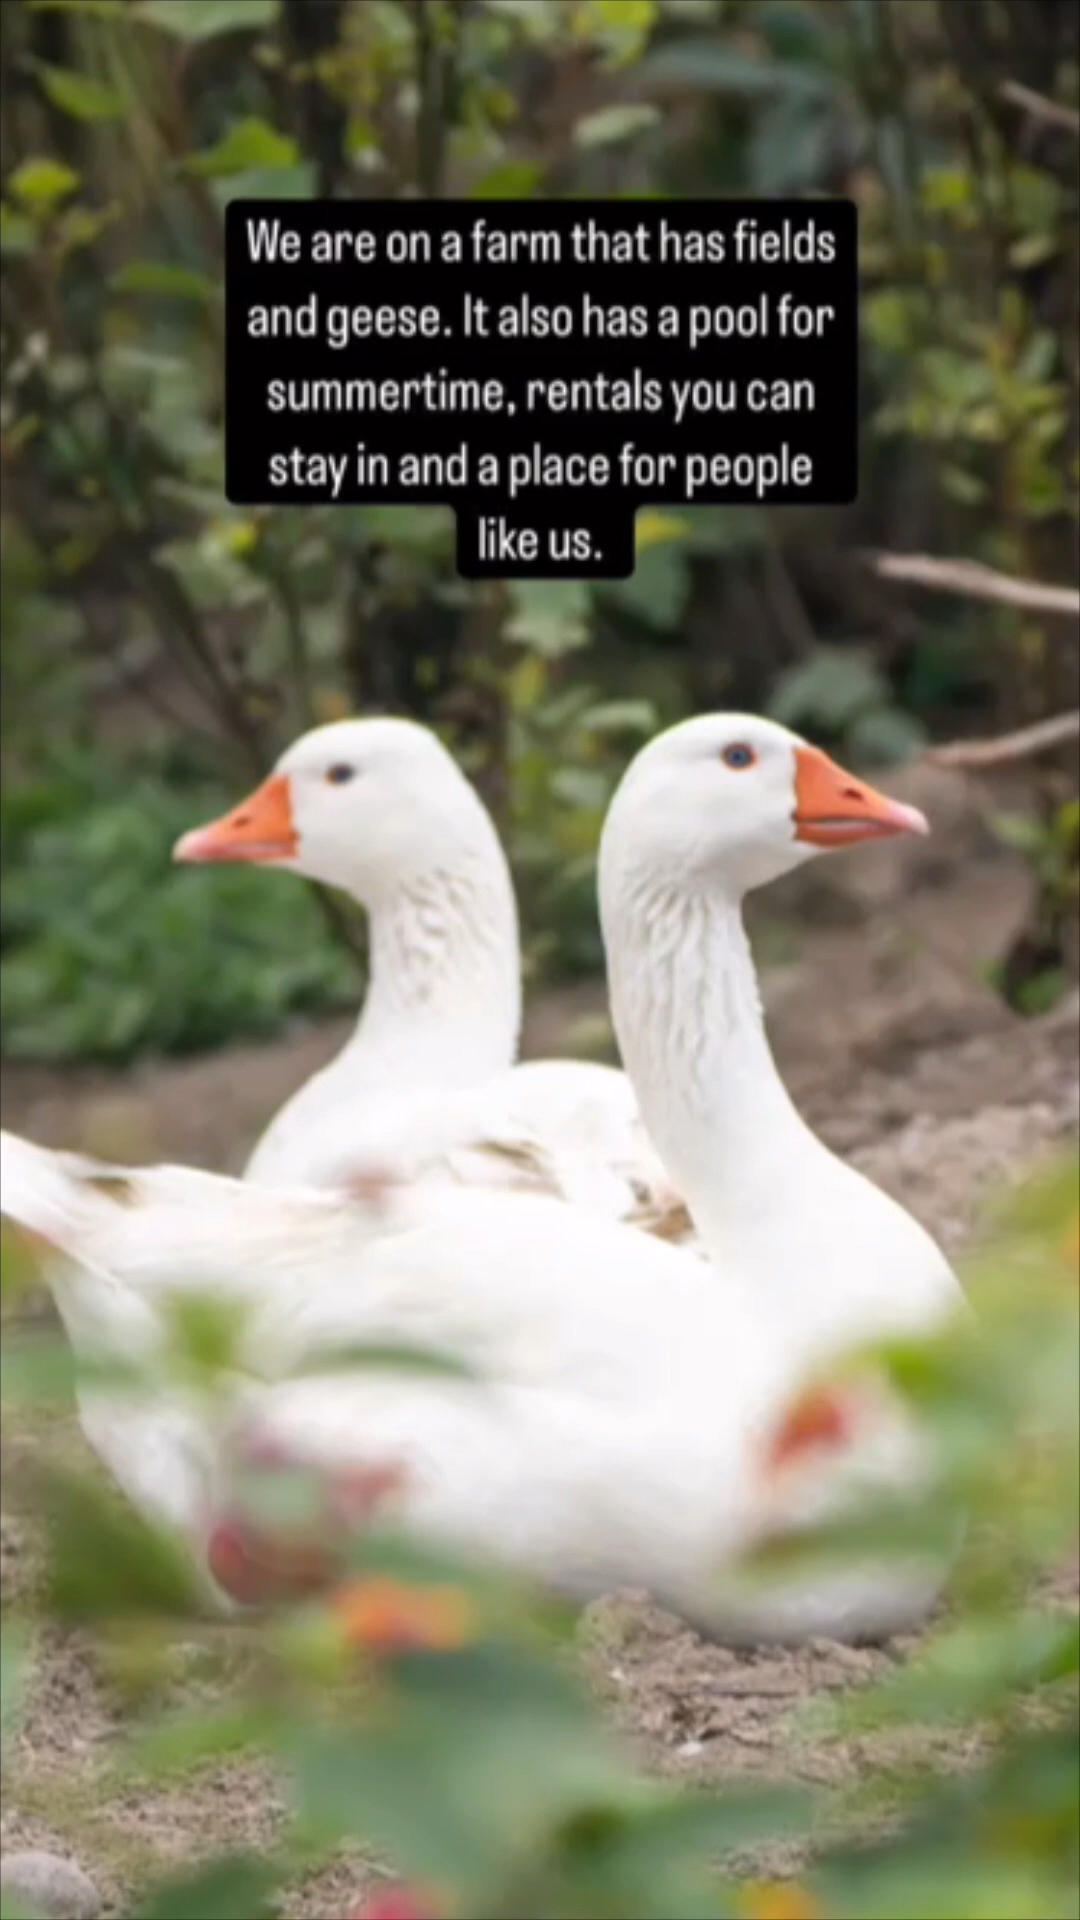 We are on a farm that has fields
and geese. It also has a pool for
summertime, rentals you can
stay in and a place for people
like us.